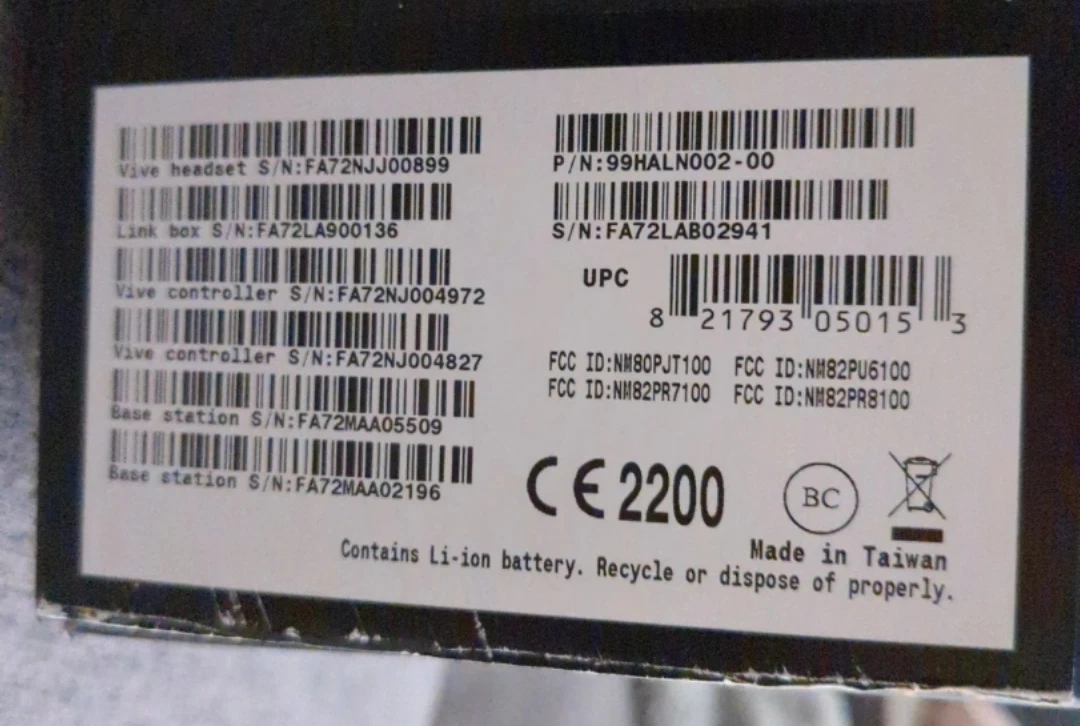 Vive headset S/N:FA72NJJ00899
Link box S/N:FA72LA900136
Vive controller S/N:FA72NJ004972
Vive controller S/N:FA72NJ004827
Base station S/N:FA72MAA05509
Base station S/N:FA72MAA02196
P/N:99HALN002-00
S/N:FA72LAB02941
UPC
8 21793 05015 3
FCC ID:NM80PJT100 FCC ID:NM82PU6100
FCC ID:NM82PR7100 FCC ID:NM82PR8100
CE 2200
BC
Made in Taiwan
Contains Li-ion battery. Recycle or dispose of properly.